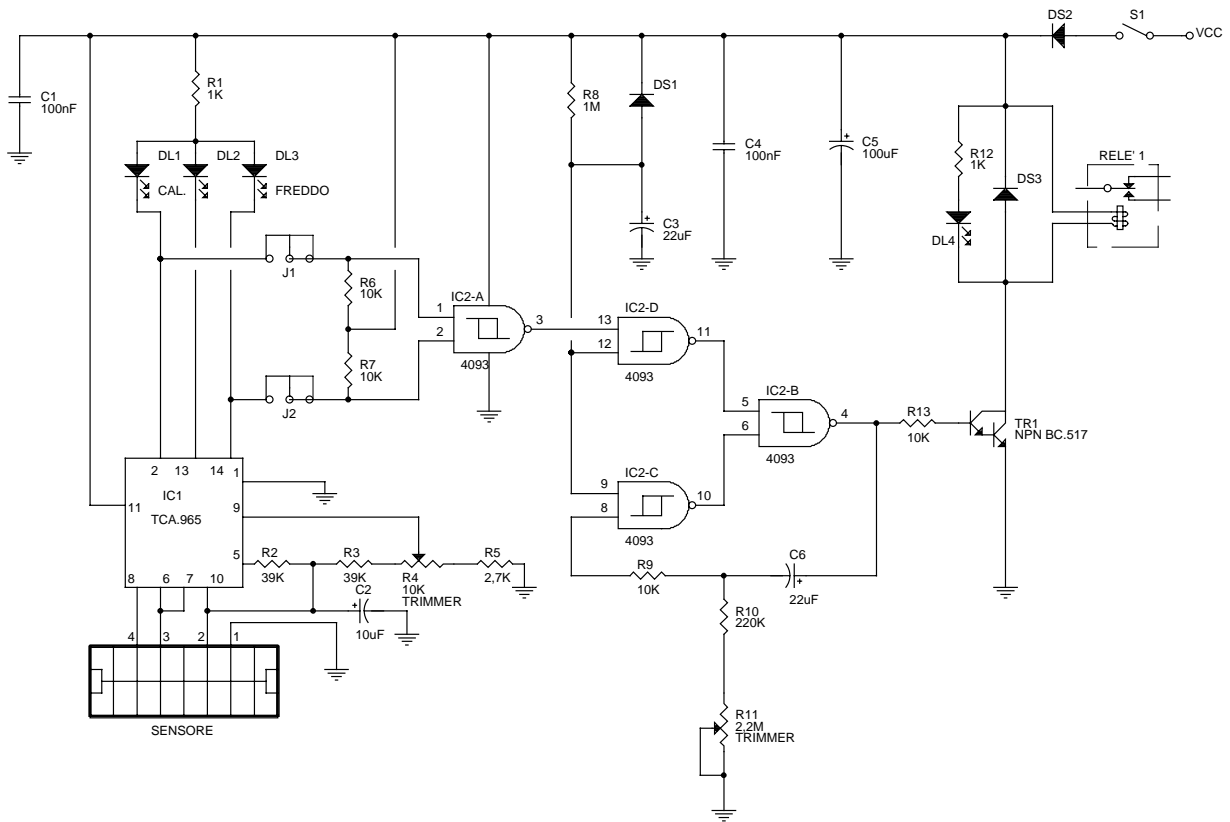 DS2
S1
VCC
C1
100nF
R1
1K
DL1
DL2
DL3
CAL.
FREDDO
R8
1M
DS1
+
C3
22uF
C4
100nF
+
C5
100uF
R12
1K
DL4
DS3
RELE' 1
J1
R6
10K
R7
10K
J2
IC2-A
1
2
3
4093
IC2-D
13
12
11
4093
IC2-B
5
6
4
4093
IC2-C
9
8
10
4093
R13
10K
TR1
NPN BC.517
2
13
14
1
11
IC1
TCA.965
9
5
8
6
7
10
R2
39K
R3
39K
R4
10K
TRIMMER
R5
2,7K
C2
+
10uF
R9
10K
C6
+
22uF
R10
220K
R11
2,2M
TRIMMER
4
3
2
1
SENSORE